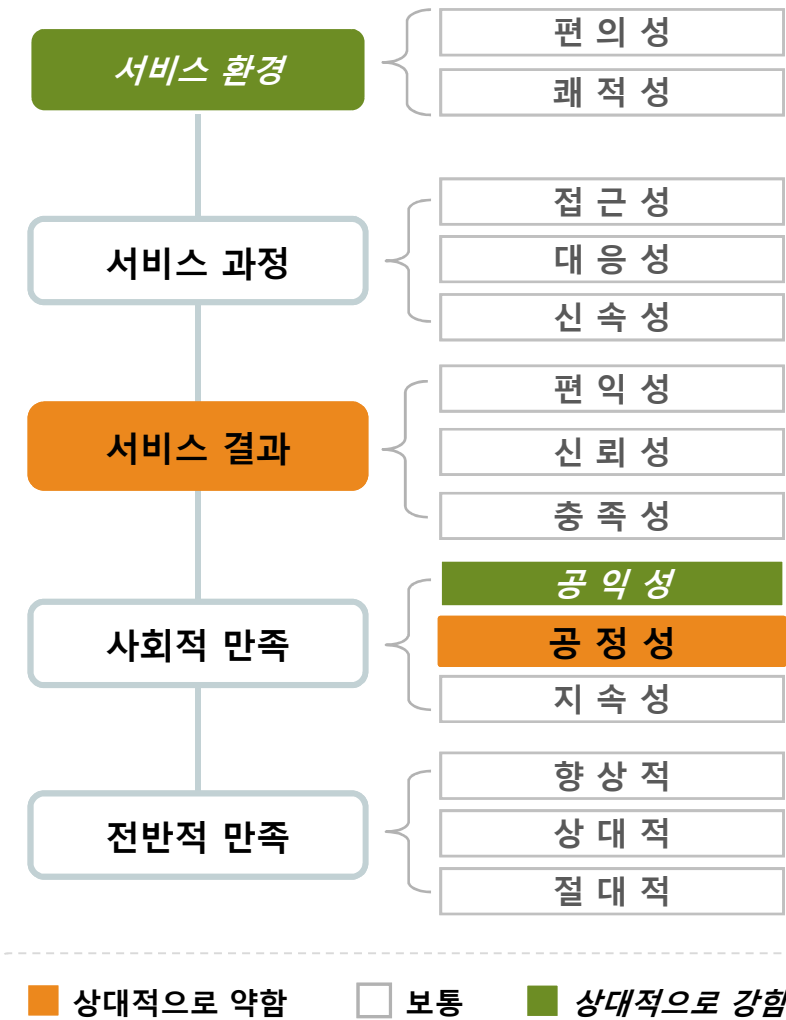 서비스 환경
편 의 성
쾌 적 성
서비스 과정
접 근 성
대 응 성
신 속 성
서비스 결과
편 익 성
신 뢰 성
충 족 성
사회적 만족
공 익 성
공 정 성
지 속 성
전반적 만족
향 상 적
상 대 적
절 대 적
상대적으로 약함
보통
상대적으로 강함